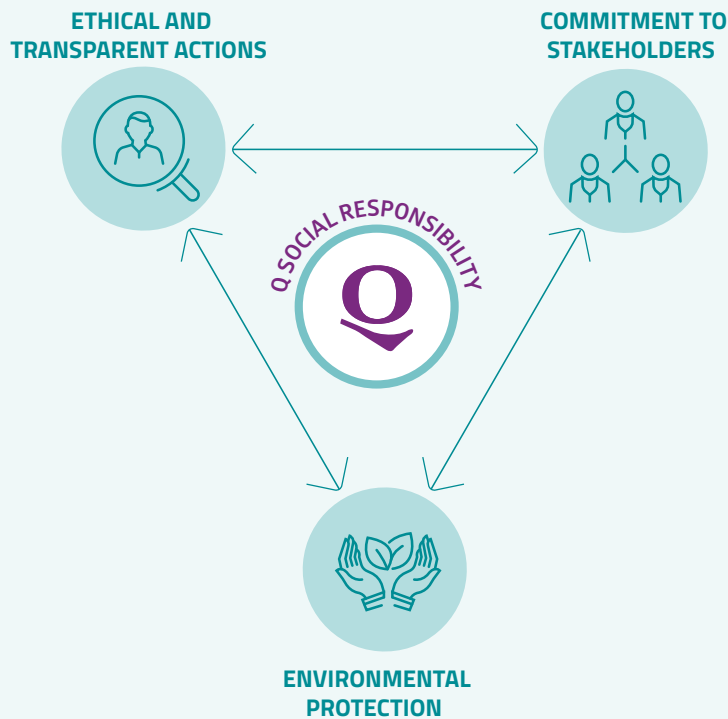 ETHICAL AND
TRANSPARENT ACTIONS
COMMITMENT TO
STAKEHOLDERS
Q SOCIAL RESPONSIBILITY
Q
ENVIRONMENTAL
PROTECTION